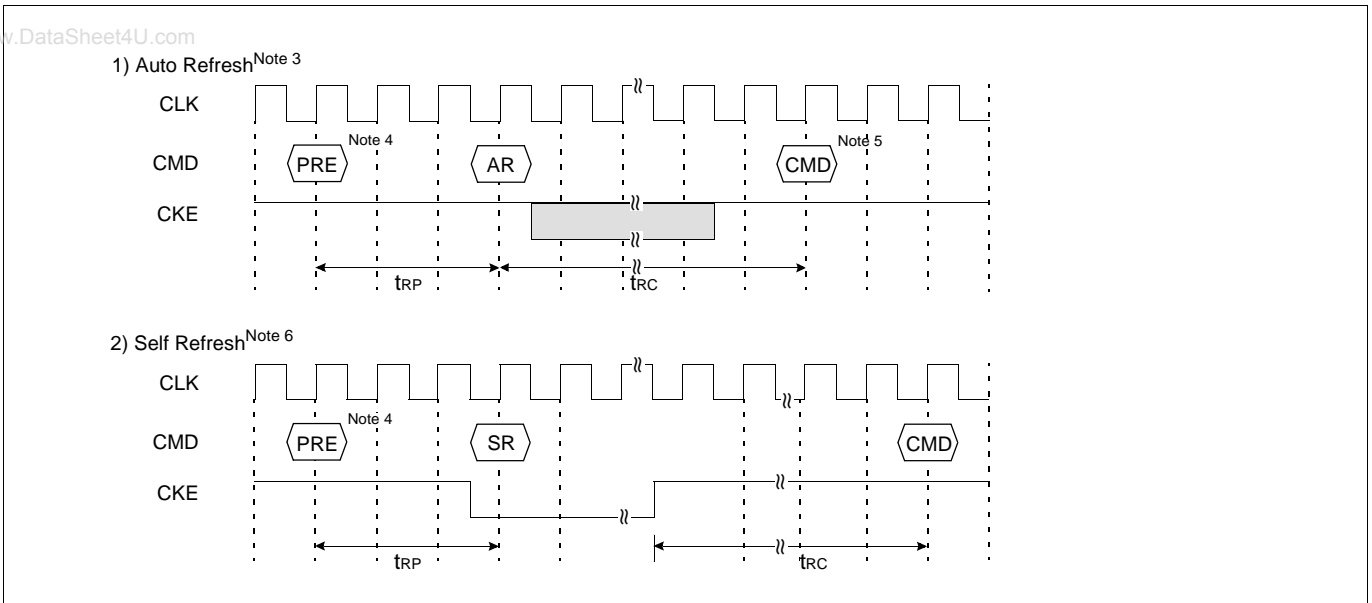 w.DataSheet4U.com
1) Auto Refresh Note 3
CLK
CMD PRE Note 4 AR CMD Note 5
CKE
tRP tRC
2) Self Refresh Note 6
CLK
CMD PRE Note 4 SR CMD
CKE
tRP tRC